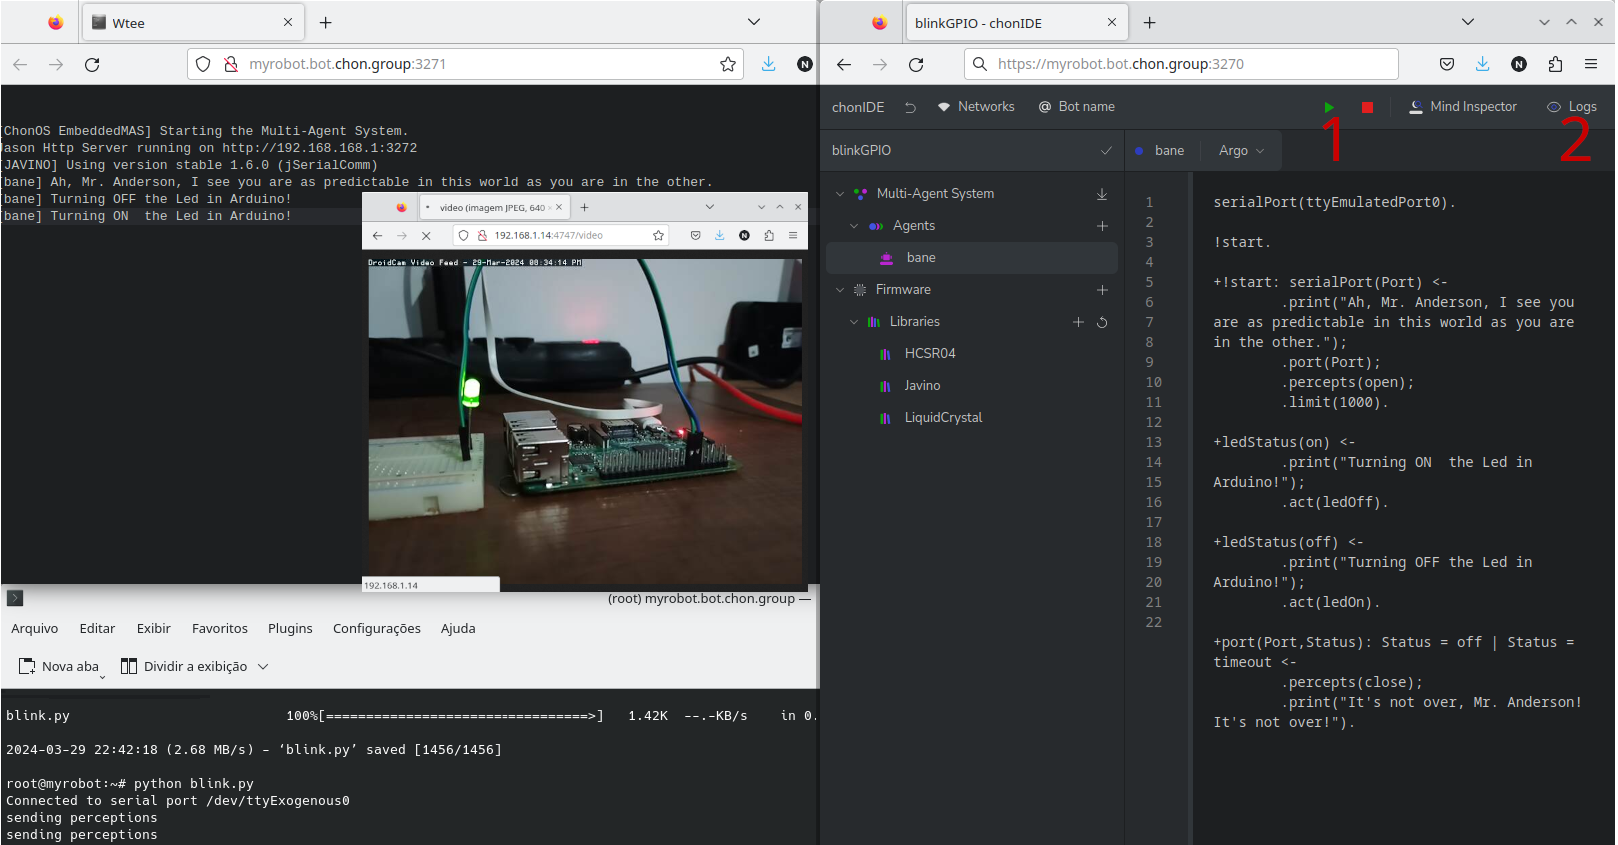 Wtee
myrobot.bot.chon.group:3271
N
[ChonOS EmbeddedMAS] Starting the Multi-Agent System.
Jason Http Server running on http://192.168.168.1:3272
[JAVINO] Using version stable 1.6.0 (jSerialComm)
[bane] Ah, Mr. Anderson, I see you are as predictable in this world as you are in the other.
[bane] Turning OFF the Led in Arduino!
[bane] Turning ON  the Led in Arduino!
video (imagem JPEG, 640 ×
192.168.1.14:4747/video
N
DroidCam Video Feed - 29-Mar-2024 08:34:14 PM
192.168.1.14
(root) myrobot.bot.chon.group —
Arquivo Editar Exibir Favoritos Plugins Configurações Ajuda
Nova aba Dividir a exibição
blink.py 100%[================================>] 1.42K --.-KB/s in 0.
2024-03-29 22:42:18 (2.68 MB/s) - ‘blink.py’ saved [1456/1456]
root@myrobot:~# python blink.py
Connected to serial port /dev/ttyExogenous0
sending perceptions
sending perceptions
blinkGPIO - chonIDE
https://myrobot.bot.chon.group:3270
N
chonIDE Networks @ Bot name Mind Inspector Logs
1 2
blinkGPIO bane Argo
Multi-Agent System
Agents
bane
Firmware
Libraries
HCSR04
Javino
LiquidCrystal
1 serialPort(ttyEmulatedPort0).
2
3 !start.
4
5 +!start: serialPort(Port) <-
6 .print("Ah, Mr. Anderson, I see you
7 are as predictable in this world as you are
8 in the other.");
9 .port(Port);
10 .percepts(open);
11 .limit(1000).
12
13 +ledStatus(on) <-
14 .print("Turning ON  the Led in
15 Arduino!");
16 .act(ledOff).
17
18 +ledStatus(off) <-
19 .print("Turning OFF the Led in
20 Arduino!");
21 .act(ledOn).
22
+port(Port,Status): Status = off | Status =
timeout <-
.percepts(close);
.print("It's not over, Mr. Anderson!
It's not over!").